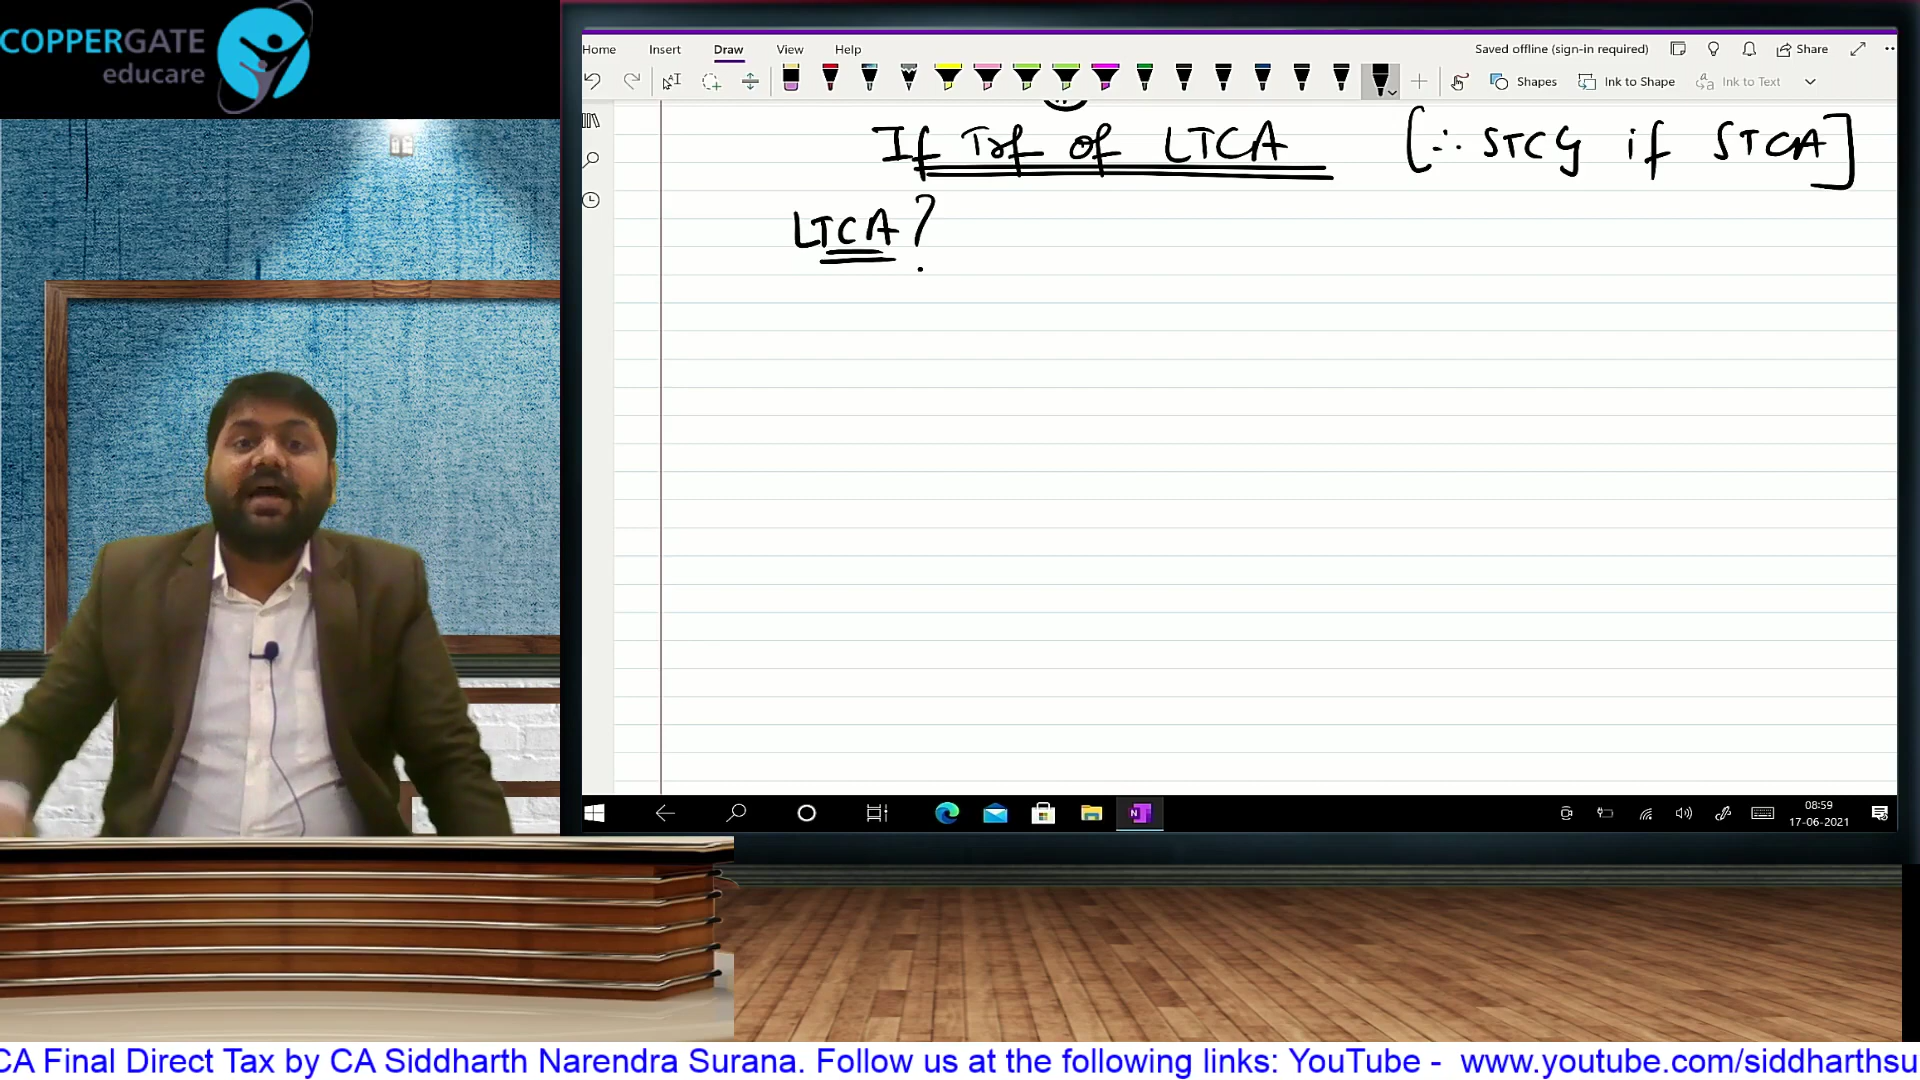 COPPERGATE
educare
Home Insert Draw View Help
Saved offline (sign-in required) Share
Shapes Ink to Shape Ink to Text
If Trf of LTCA [∴ STCG if STCA]
LTCA?
08:59
17-06-2021
CA Final Direct Tax by CA Siddharth Narendra Surana. Follow us at the following links: YouTube - www.youtube.com/siddharthsu